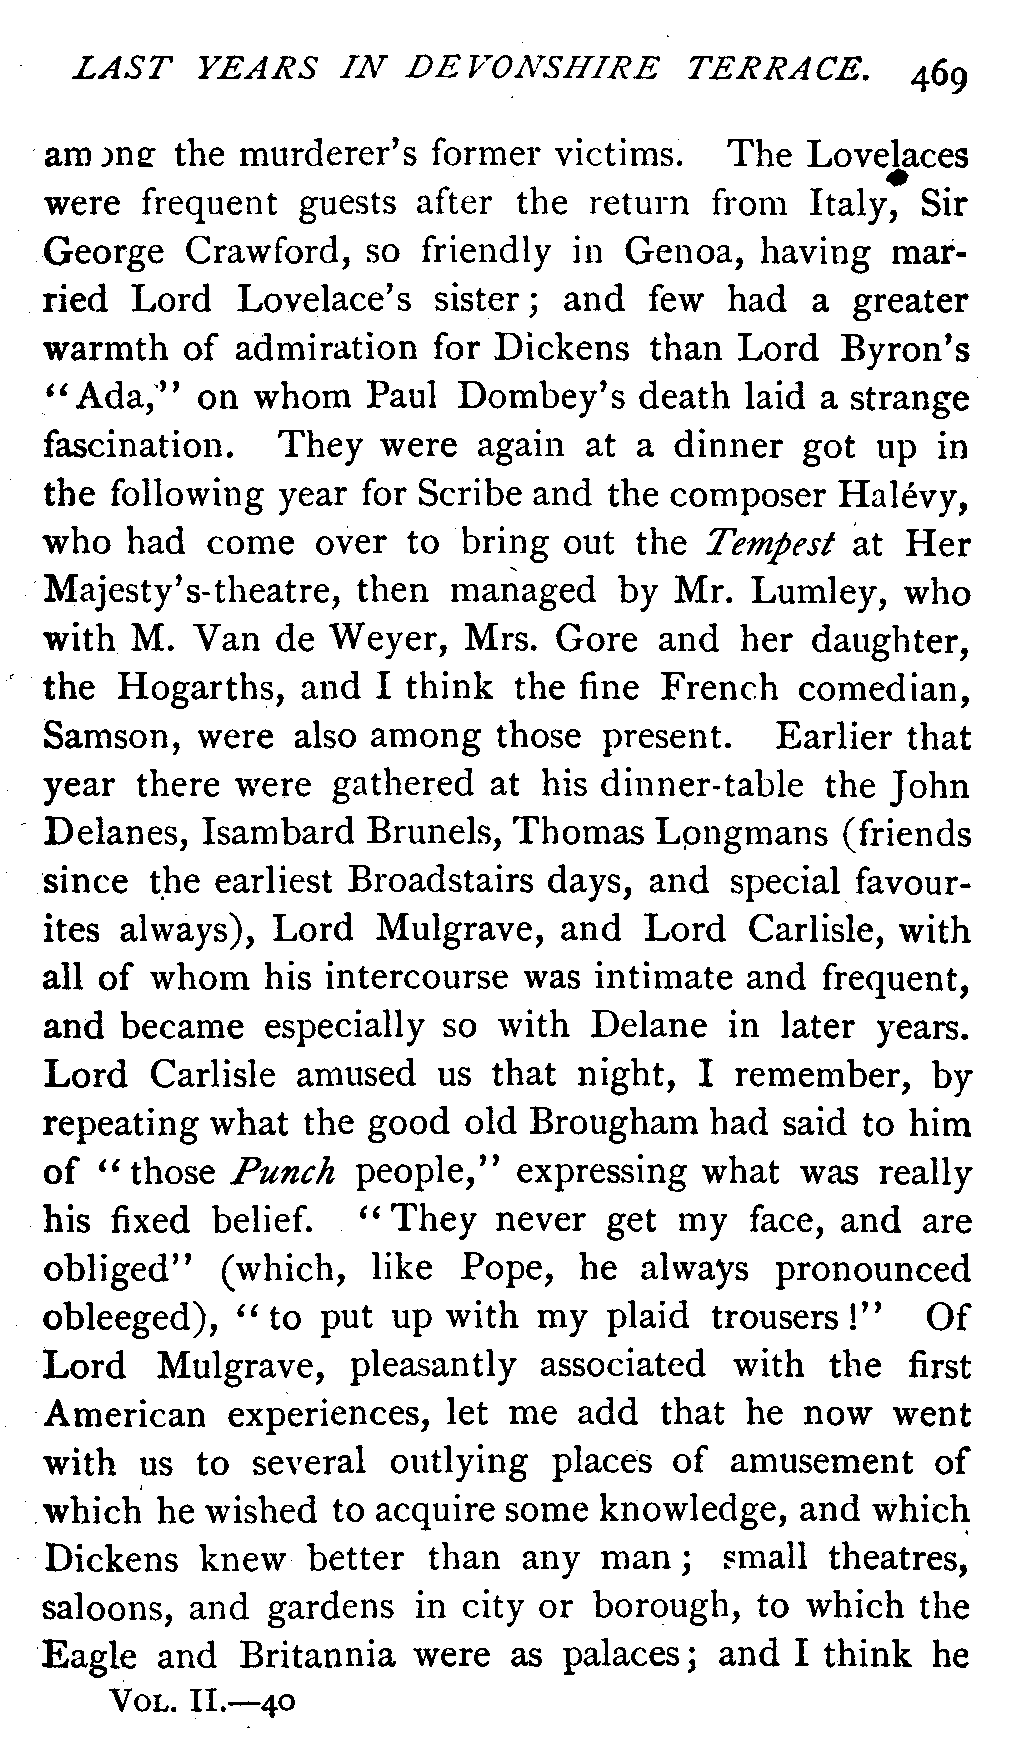 LAST YEARS IN DEVONSHIRE TERRACE. 469
among the murderer's former victims. The Lovelaces
were frequent guests after the return from Italy, Sir
George Crawford, so friendly in Genoa, having mar-
ried Lord Lovelace's sister; and few had a greater
warmth of admiration for Dickens than Lord Byron's
"Ada," on whom Paul Dombey's death laid a strange
fascination. They were again at a dinner got up in
the following year for Scribe and the composer Halévy,
who had come over to bring out the Tempest at Her
Majesty's-theatre, then managed by Mr. Lumley, who
with M. Van de Weyer, Mrs. Gore and her daughter,
the Hogarths, and I think the fine French comedian,
Samson, were also among those present. Earlier that
year there were gathered at his dinner-table the John
Delanes, Isambard Brunels, Thomas Longmans (friends
since the earliest Broadstairs days, and special favour-
ites always), Lord Mulgrave, and Lord Carlisle, with
all of whom his intercourse was intimate and frequent,
and became especially so with Delane in later years.
Lord Carlisle amused us that night, I remember, by
repeating what the good old Brougham had said to him
of "those Punch people," expressing what was really
his fixed belief. "They never get my face, and are
obliged" (which, like Pope, he always pronounced
obleeged), "to put up with my plaid trousers!" Of
Lord Mulgrave, pleasantly associated with the first
American experiences, let me add that he now went
with us to several outlying places of amusement of
which he wished to acquire some knowledge, and which
Dickens knew better than any man; small theatres,
saloons, and gardens in city or borough, to which the
Eagle and Britannia were as palaces; and I think he
VOL. II.—40